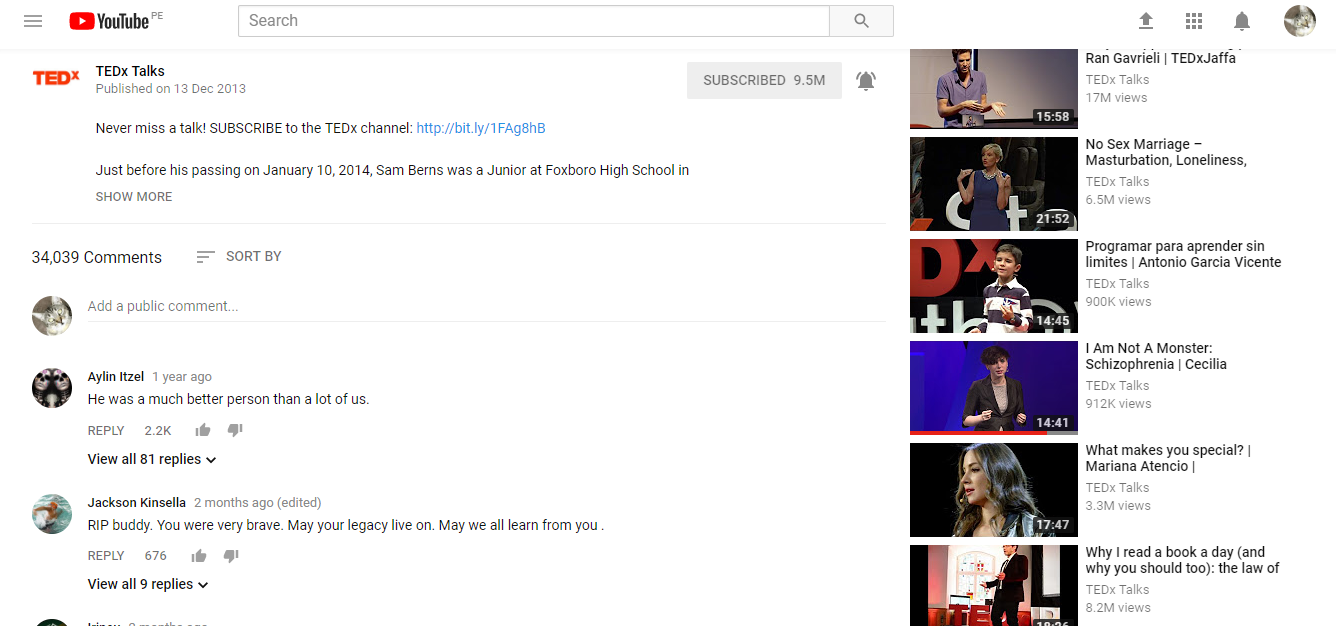 YouTube PE
Search
TEDx
TEDx Talks
Published on 13 Dec 2013
SUBSCRIBED 9.5M
Never miss a talk! SUBSCRIBE to the TEDx channel: http://bit.ly/1FAg8hB
Just before his passing on January 10, 2014, Sam Berns was a Junior at Foxboro High School in
SHOW MORE
34,039 Comments
SORT BY
Add a public comment...
Aylin Itzel 1 year ago
He was a much better person than a lot of us.
REPLY 2.2K
View all 81 replies
Jackson Kinsella 2 months ago (edited)
RIP buddy. You were very brave. May your legacy live on. May we all learn from you .
REPLY 676
View all 9 replies
Ran Gavrieli | TEDxJaffa
TEDx Talks
17M views
15:58
No Sex Marriage –
Masturbation, Loneliness,
TEDx Talks
6.5M views
21:52
Programar para aprender sin
limites | Antonio Garcia Vicente
TEDx Talks
900K views
14:45
I Am Not A Monster:
Schizophrenia | Cecilia
TEDx Talks
912K views
14:41
What makes you special? |
Mariana Atencio |
TEDx Talks
3.3M views
17:47
Why I read a book a day (and
why you should too): the law of
TEDx Talks
8.2M views
18:26